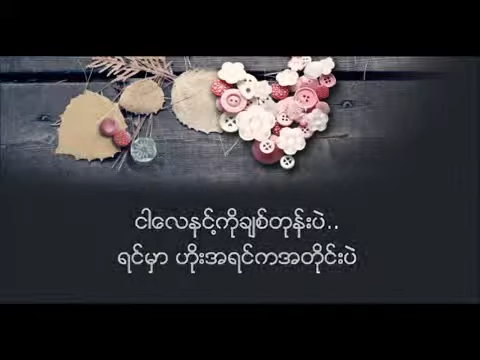 ငါလေနင့်ကိုချစ်တုန်းပဲ..
ရင်မှာ ဟိုးအရင်ကအတိုင်းပဲ